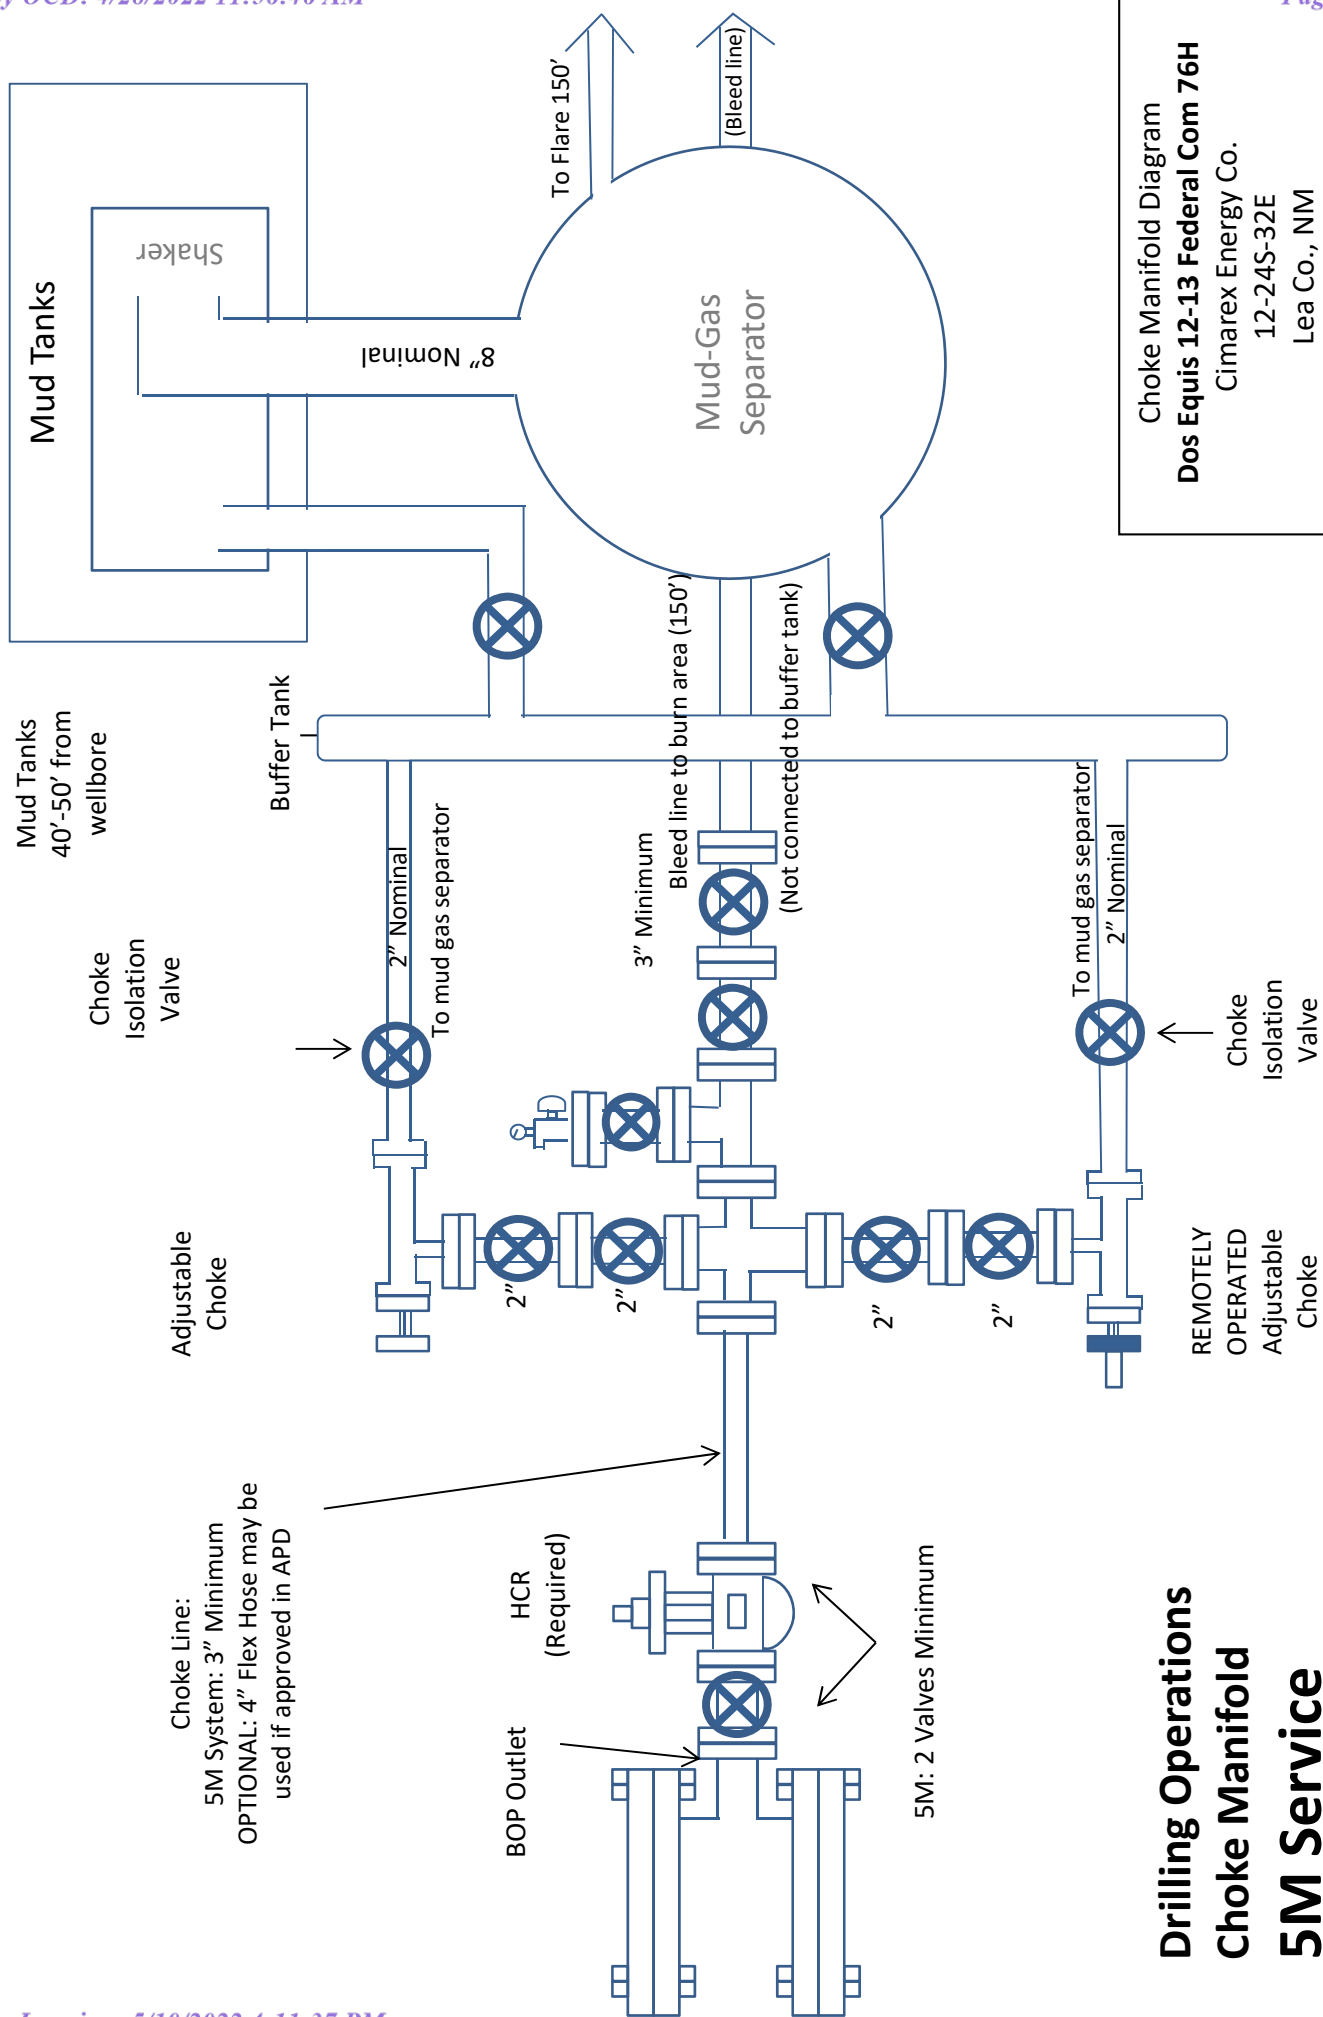 Mud Tanks
Shaker
8” Nominal
To Flare 150’
(Bleed line)
Mud-Gas
Separator
Mud Tanks
40’-50’ from
wellbore
Buffer Tank
Bleed line to burn area (150’)
(Not connected to buffer tank)
3” Minimum
2” Nominal
To mud gas separator
To mud gas separator
2” Nominal
Choke
Isolation
Valve
Choke
Isolation
Valve
Adjustable
Choke
2”
2”
2”
2”
REMOTELY
OPERATED
Adjustable
Choke
Choke Line:
5M System: 3” Minimum
OPTIONAL: 4” Flex Hose may be
used if approved in APD
HCR
(Required)
BOP Outlet
5M: 2 Valves Minimum
Drilling Operations
Choke Manifold
5M Service
Choke Manifold Diagram
Dos Equis 12-13 Federal Com 76H
Cimarex Energy Co.
12-24S-32E
Lea Co., NM